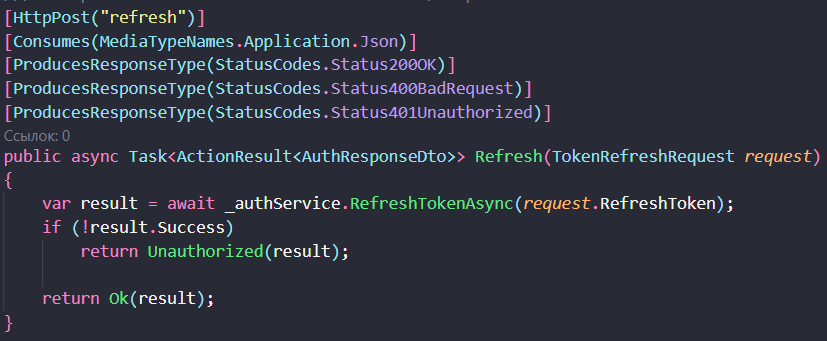 [HttpPost("refresh")]
[Consumes(MediaTypeNames.Application.Json)]
[ProducesResponseType(StatusCodes.Status200OK)]
[ProducesResponseType(StatusCodes.Status400BadRequest)]
[ProducesResponseType(StatusCodes.Status401Unauthorized)]
Ссылок: 0
public async Task<ActionResult<AuthResponseDto>> Refresh(TokenRefreshRequest request)
{
    var result = await _authService.RefreshTokenAsync(request.RefreshToken);
    if (!result.Success)
        return Unauthorized(result);

    return Ok(result);
}